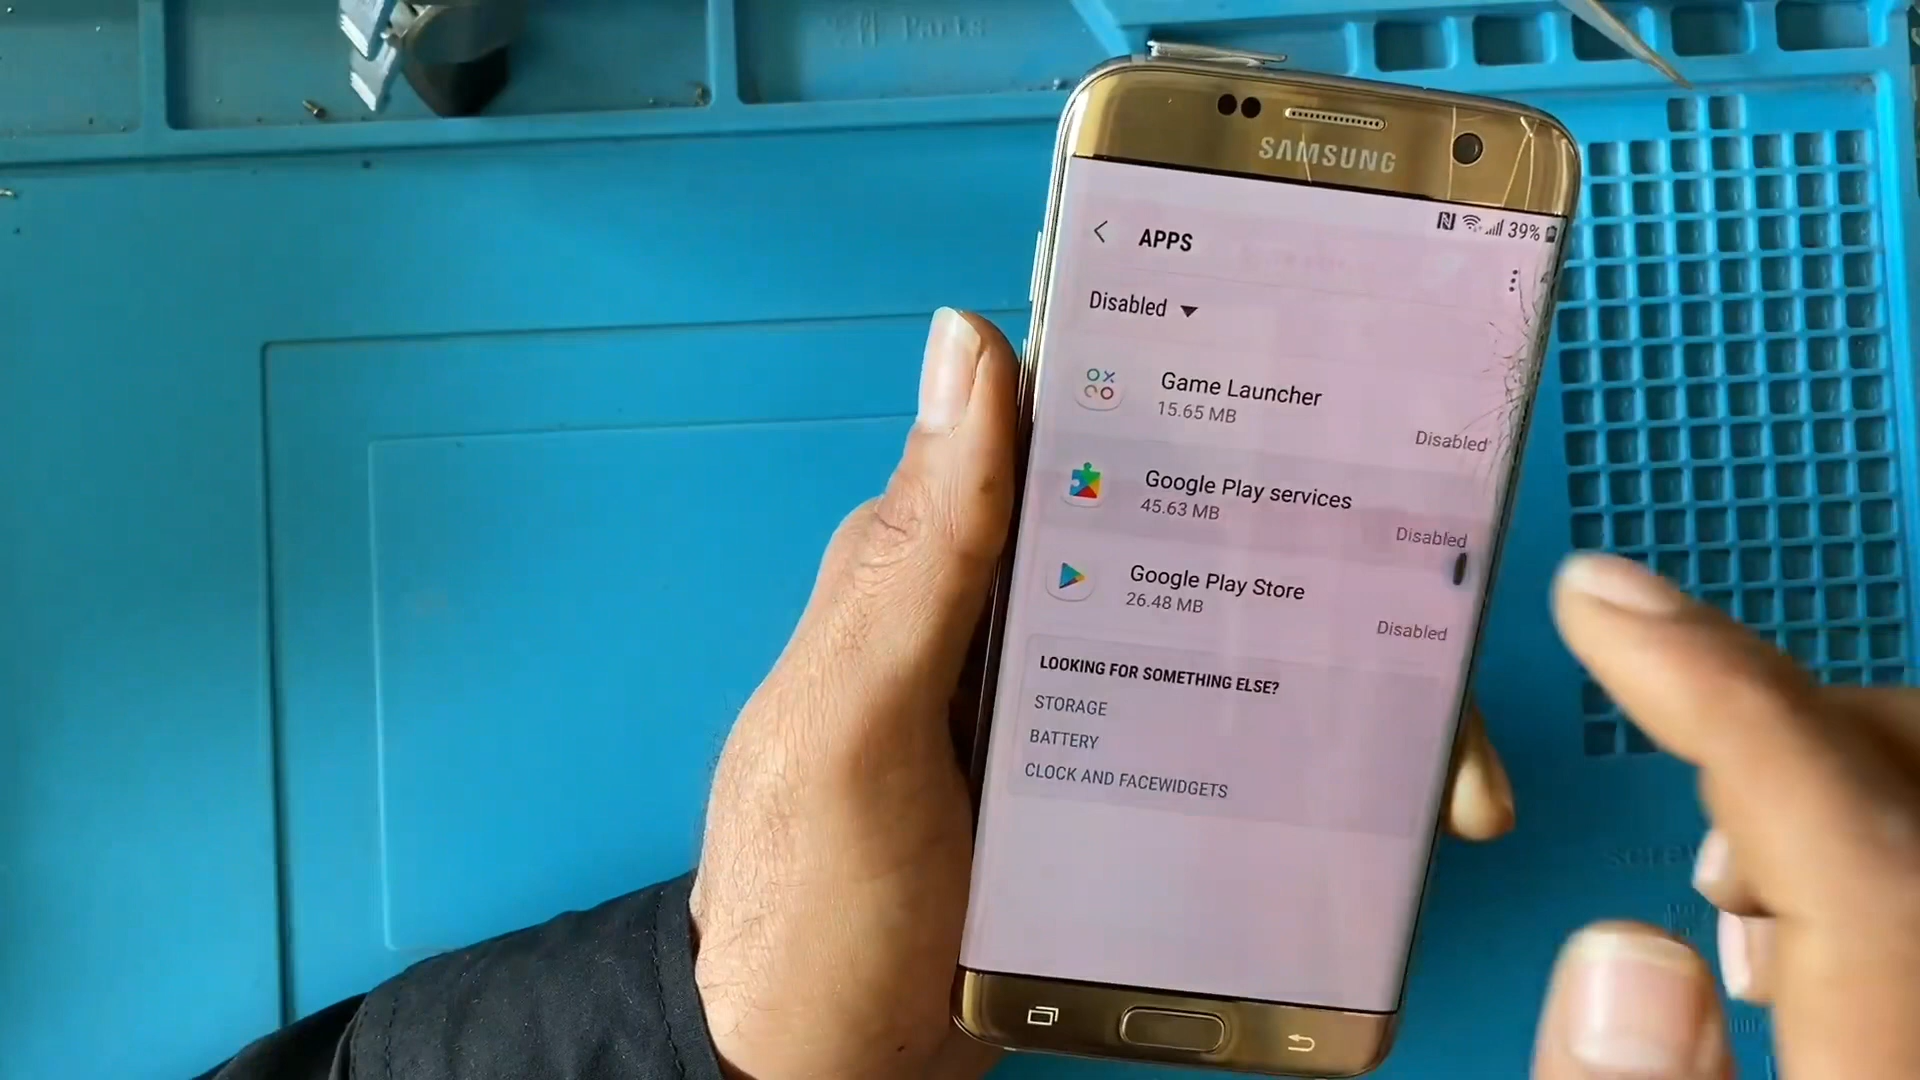 Parts
SAMSUNG
39%
APPS
Disabled
Game Launcher
15.65 MB
Disabled
Google Play services
45.63 MB
Disabled
Google Play Store
26.48 MB
Disabled
LOOKING FOR SOMETHING ELSE?
STORAGE
BATTERY
CLOCK AND FACEWIDGETS